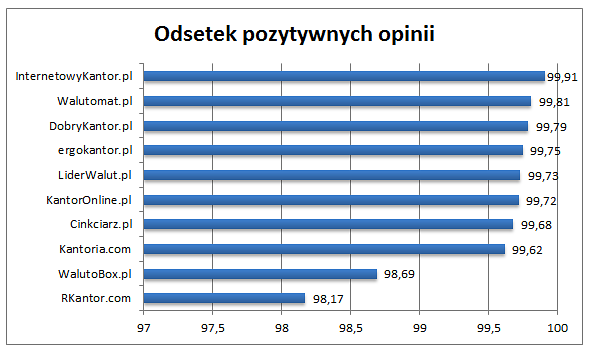 Odsetek pozytywnych opinii
InternetowyKantor.pl 99,91
Walutomat.pl 99,81
DobryKantor.pl 99,79
ergokantor.pl 99,75
LiderWalut.pl 99,73
KantorOnline.pl 99,72
Cinkciarz.pl 99,68
Kantoria.com 99,62
WalutoBox.pl 98,69
RKantor.com 98,17
97 97,5 98 98,5 99 99,5 100